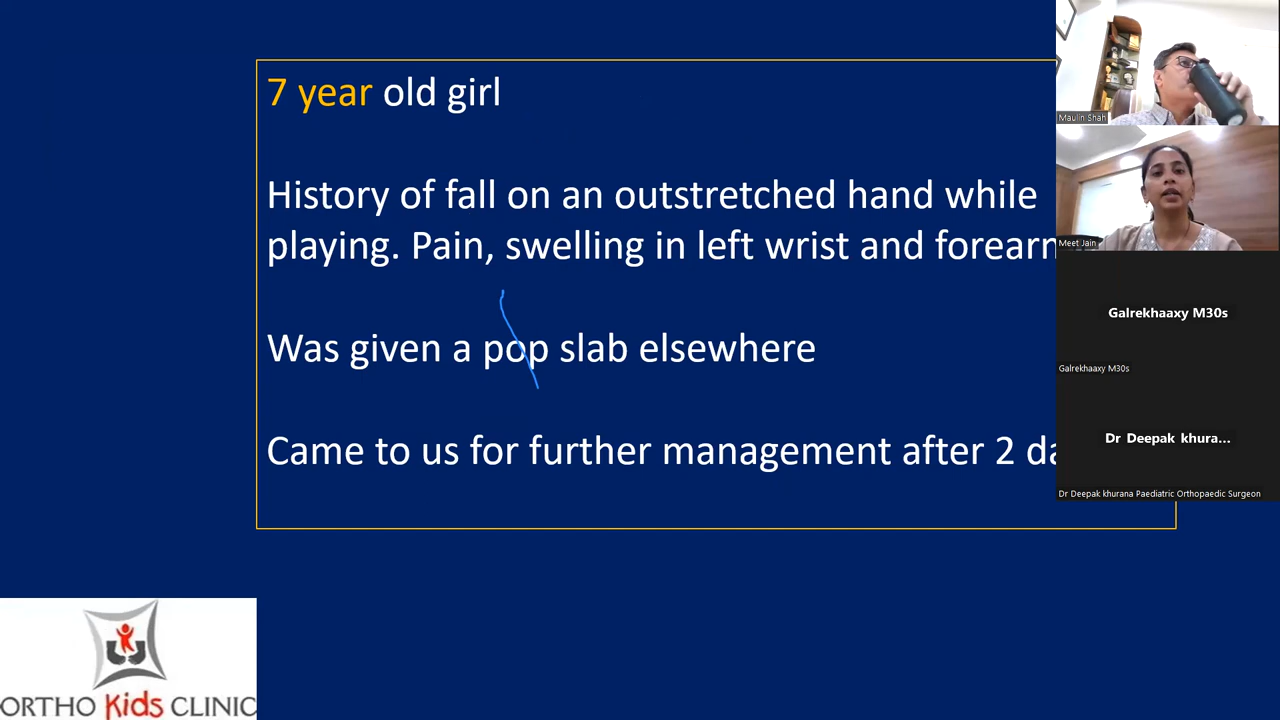 7 year old girl
History of fall on an outstretched hand while
playing. Pain, swelling in left wrist and forearm
Was given a pop slab elsewhere
Came to us for further management after 2 da
Maulin Shah
Meet Jain
Galrekhaaxy M30s
Galrekhaaxy M30s
Dr Deepak khura...
Dr Deepak khurana Paediatric Orthopaedic Surgeon
ORTHO Kids CLINIC